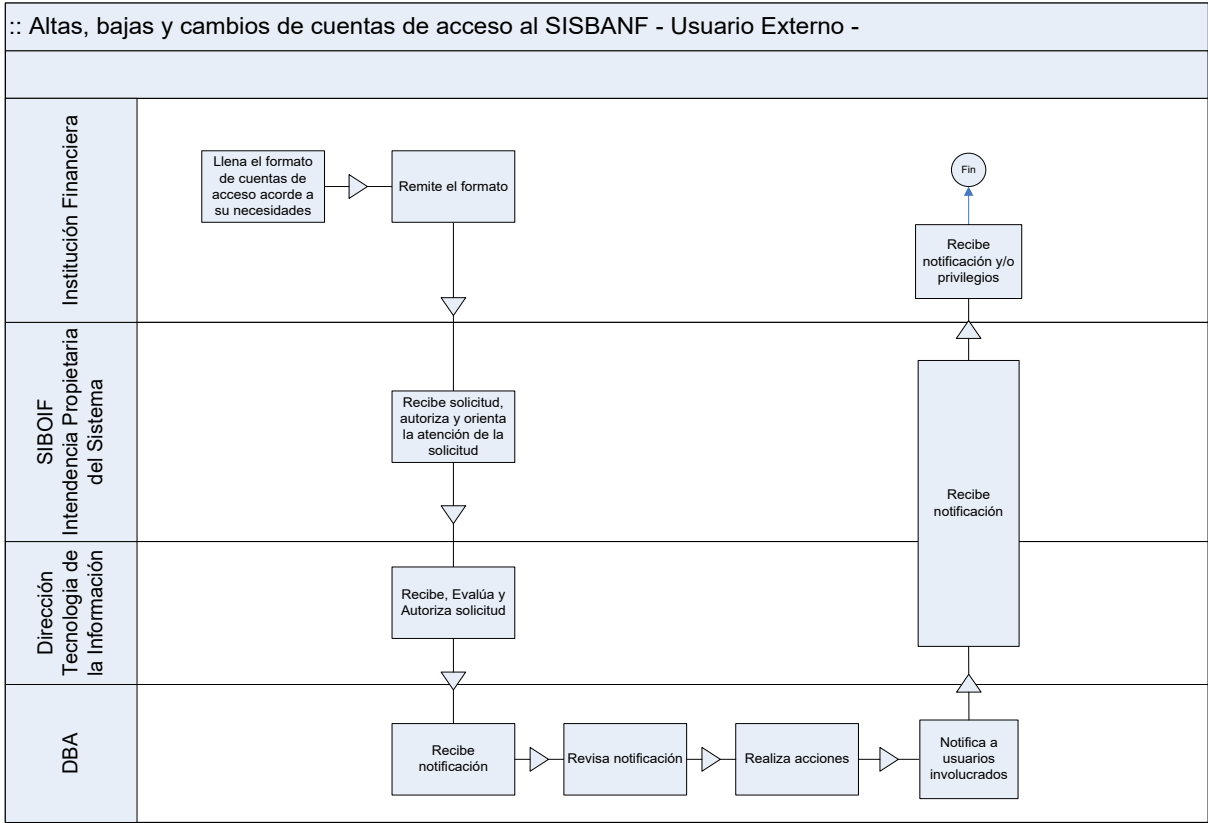 :: Altas, bajas y cambios de cuentas de acceso al SISBANF - Usuario Externo -
Institución Financiera
Llena el formato
de cuentas de
acceso acorde a
su necesidades
Remite el formato
Fin
Recibe
notificación y/o
privilegios
SIBOIF
Intendencia Propietaria
del Sistema
Recibe solicitud,
autoriza y orienta
la atención de la
solicitud
Recibe
notificación
Dirección
Tecnologia de
la Información
Recibe, Evalúa y
Autoriza solicitud
DBA
Recibe
notificación
Revisa notificación
Realiza acciones
Notifica a
usuarios
involucrados